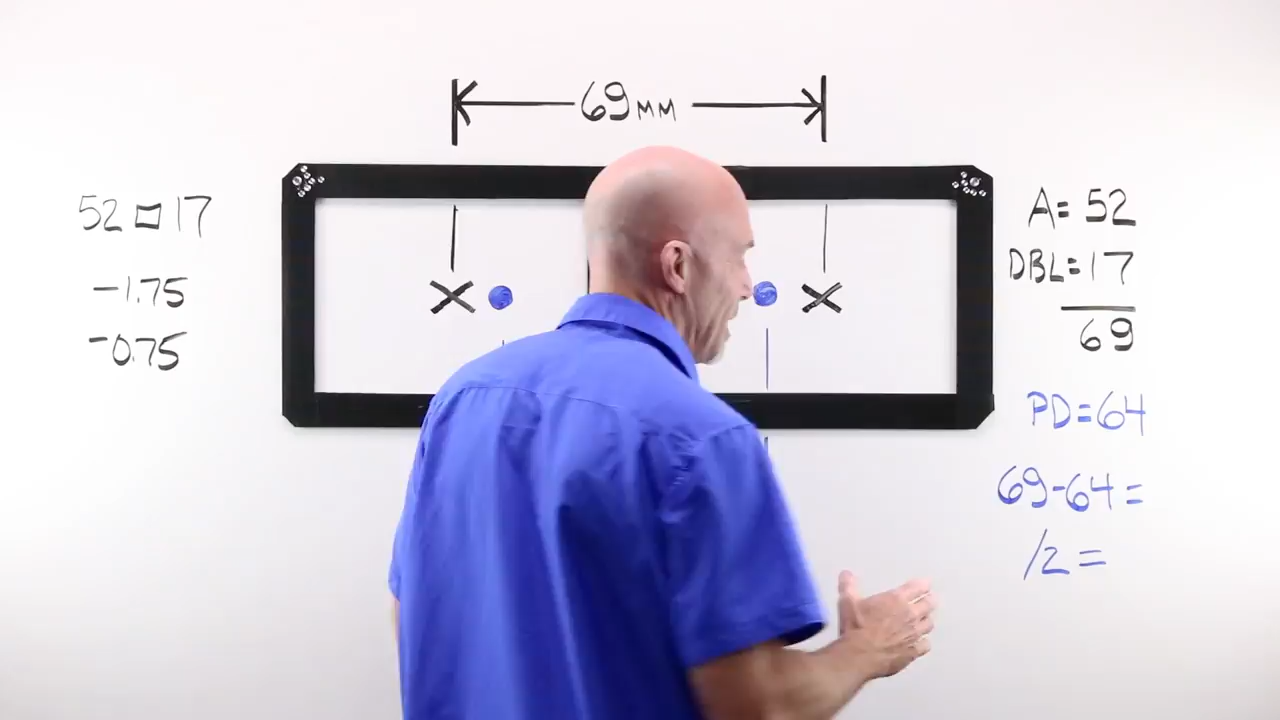 69MM
52□17
-1.75
-0.75
A=52
DBL=17
69
PD=64
69-64=
/2=